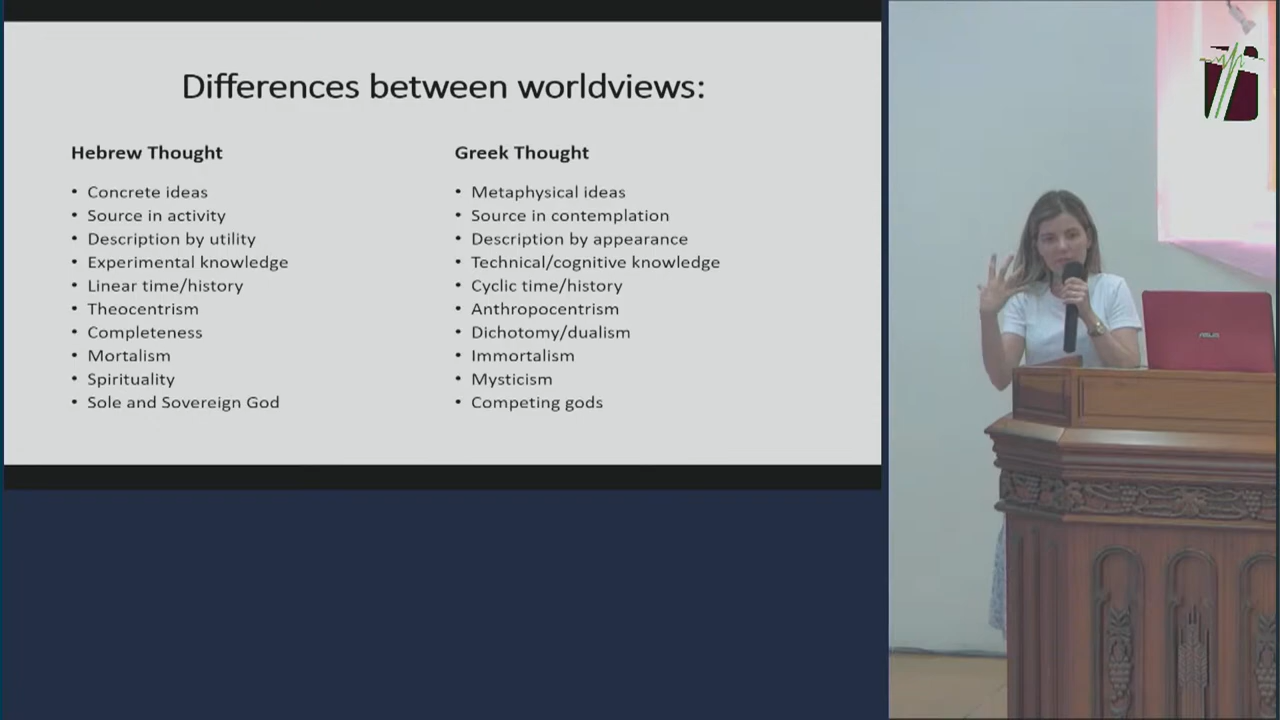 Differences between worldviews:
Hebrew Thought
• Concrete ideas
• Source in activity
• Description by utility
• Experimental knowledge
• Linear time/history
• Theocentrism
• Completeness
• Mortalism
• Spirituality
• Sole and Sovereign God
Greek Thought
• Metaphysical ideas
• Source in contemplation
• Description by appearance
• Technical/cognitive knowledge
• Cyclic time/history
• Anthropocentrism
• Dichotomy/dualism
• Immortalism
• Mysticism
• Competing gods
ASUS